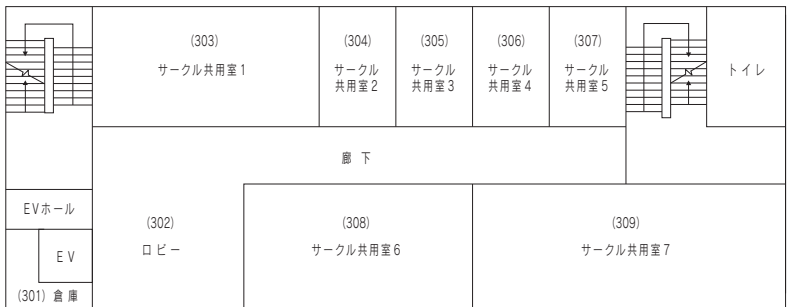 (303)
サークル共用室1
(304)
サークル
共用室2
(305)
サークル
共用室3
(306)
サークル
共用室4
(307)
サークル
共用室5
トイレ
廊下
EVホール
EV
(301) 倉庫
(302)
ロビー
(308)
サークル共用室6
(309)
サークル共用室7